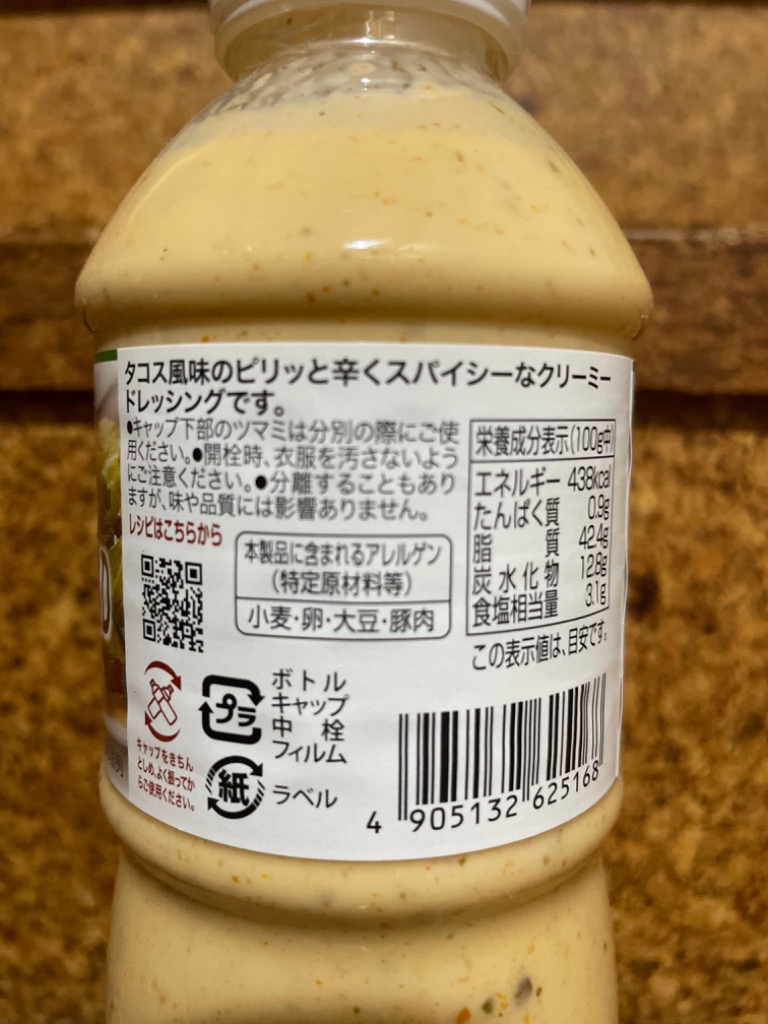 タコス風味のピリッと辛くスパイシーなクリーミー
ドレッシングです。
●キャップ下部のツマミは分別の際にご使
用ください。●開栓時、衣服を汚さないよう
にご注意ください。●分離することもあり
ますが、味や品質には影響ありません。
レシピはこちらから
本製品に含まれるアレルゲン
(特定原材料等)
小麦・卵・大豆・豚肉
栄養成分表示(100g中)
エネルギー 438kcal
たんぱく質 0.9g
脂質 42.4g
炭水化物 12.8g
食塩相当量 3.1g
この表示値は、目安です。
キャップをきちん
としめ、よく振ってか
らご使用ください。
プラ
ボトル
キャップ
中栓
フィルム
紙
ラベル
4 905132 625168